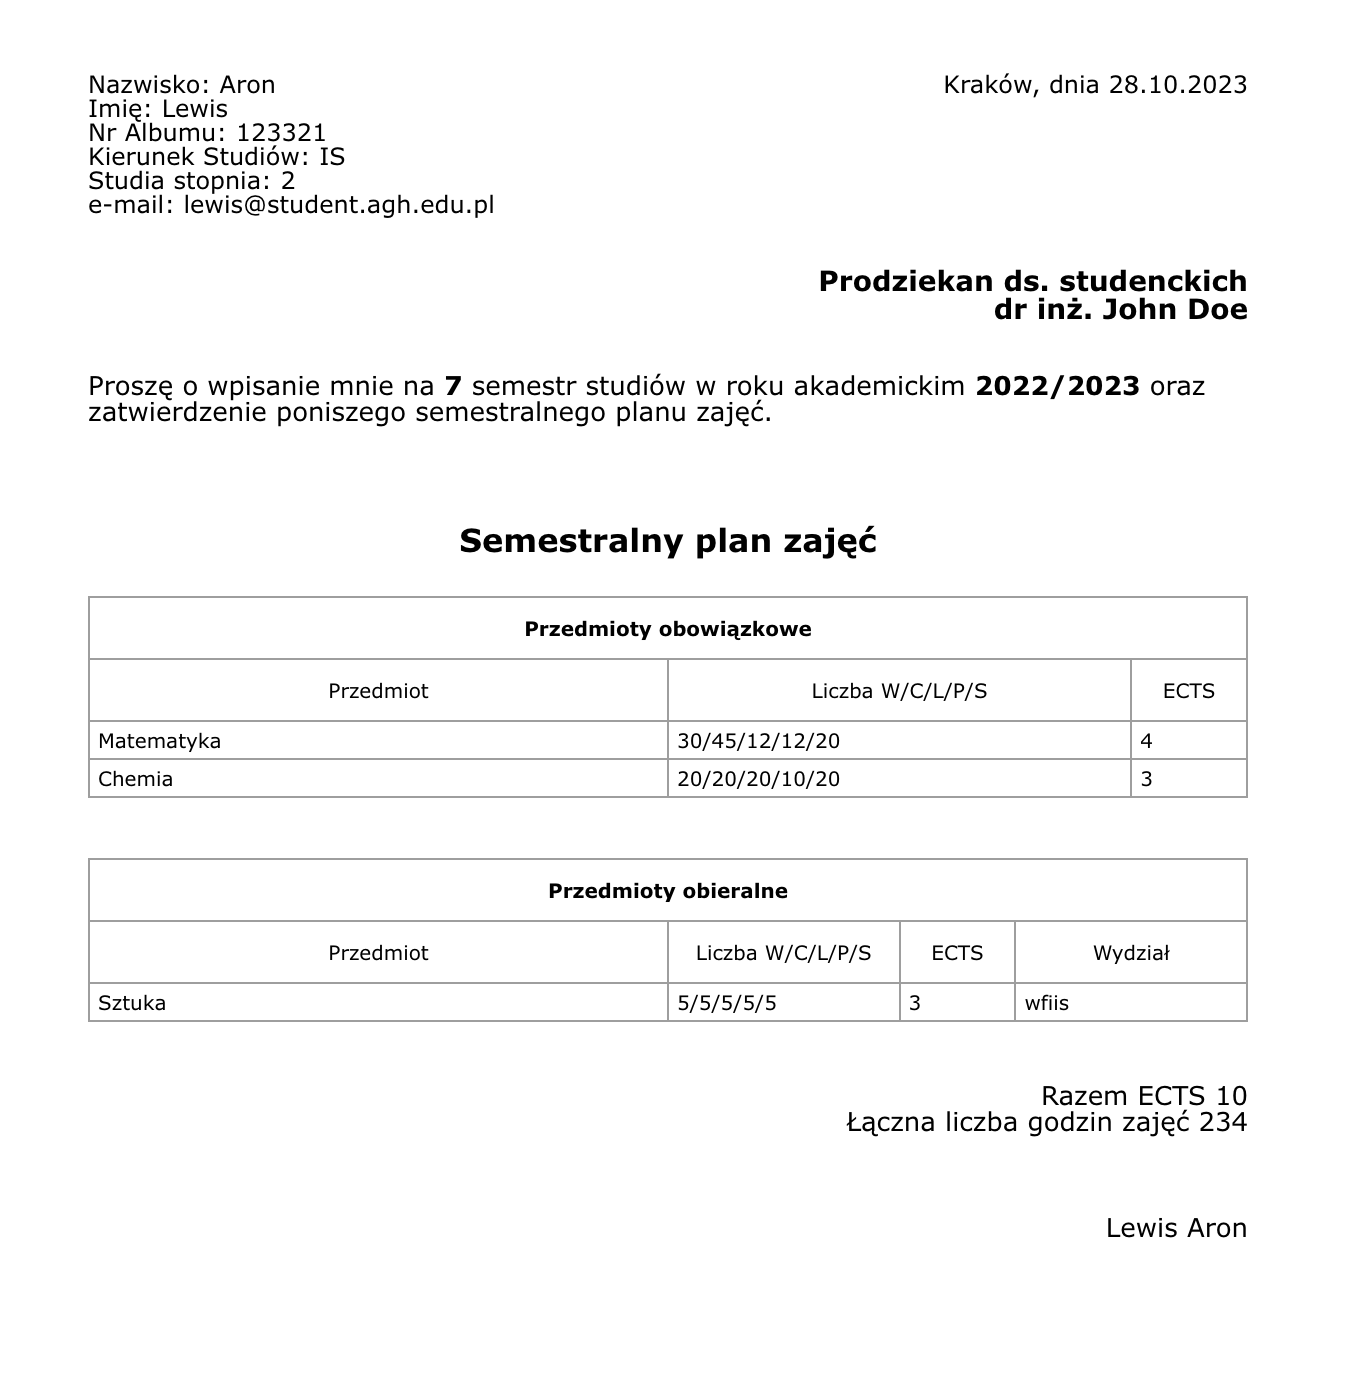 Nazwisko: Aron
Kraków, dnia 28.10.2023
Imię: Lewis
Nr Albumu: 123321
Kierunek Studiów: IS
Studia stopnia: 2
e-mail: lewis@student.agh.edu.pl
Prodziekan ds. studenckich
dr inż. John Doe
Proszę o wpisanie mnie na 7 semestr studiów w roku akademickim 2022/2023 oraz
zatwierdzenie poniszego semestralnego planu zajęć.
Semestralny plan zajęć
Przedmioty obowiązkowe
Przedmiot Liczba W/C/L/P/S ECTS
Matematyka 30/45/12/12/20 4
Chemia 20/20/20/10/20 3
Przedmioty obieralne
Przedmiot Liczba W/C/L/P/S ECTS Wydział
Sztuka 5/5/5/5/5 3 wfiis
Razem ECTS 10
Łączna liczba godzin zajęć 234
Lewis Aron